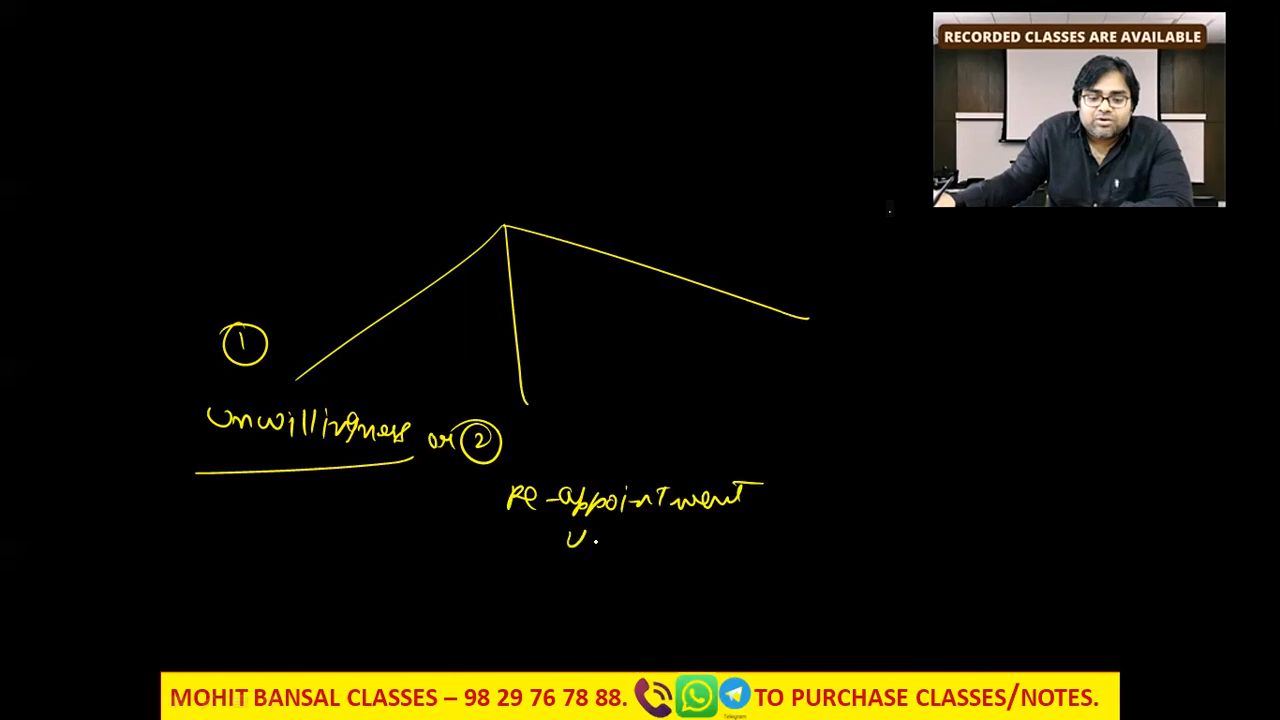 RECORDED CLASSES ARE AVAILABLE
1
unwillingness or 2
Re-appointment
U.
MOHIT BANSAL CLASSES – 98 29 76 78 88. TO PURCHASE CLASSES/NOTES.
Telegram